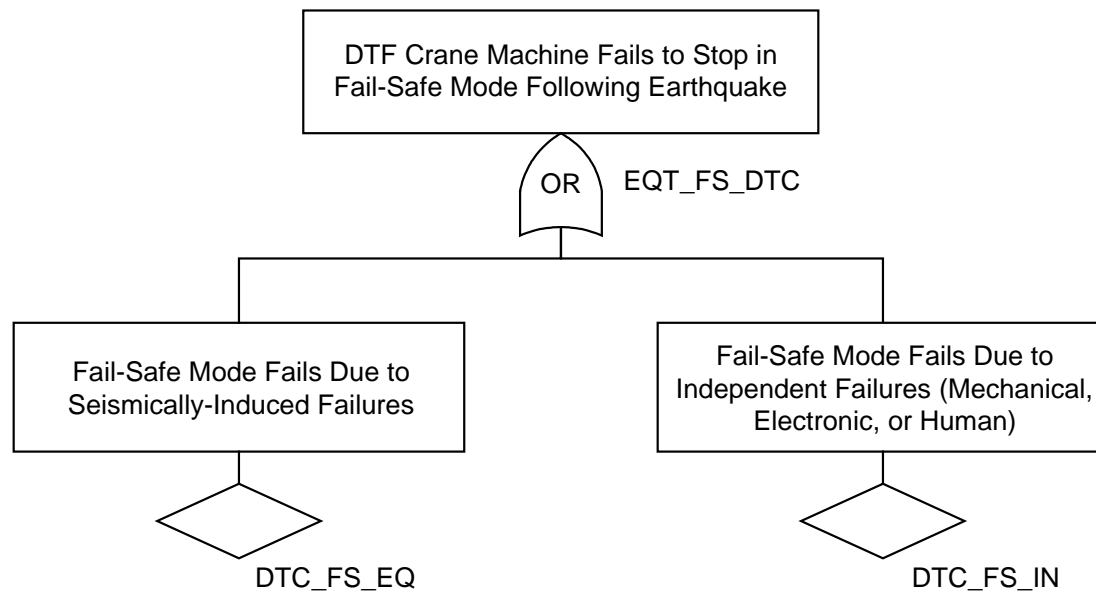 DTF Crane Machine Fails to Stop in
Fail-Safe Mode Following Earthquake
OR
EQT_FS_DTC
Fail-Safe Mode Fails Due to
Seismically-Induced Failures
DTC_FS_EQ
Fail-Safe Mode Fails Due to
Independent Failures (Mechanical,
Electronic, or Human)
DTC_FS_IN